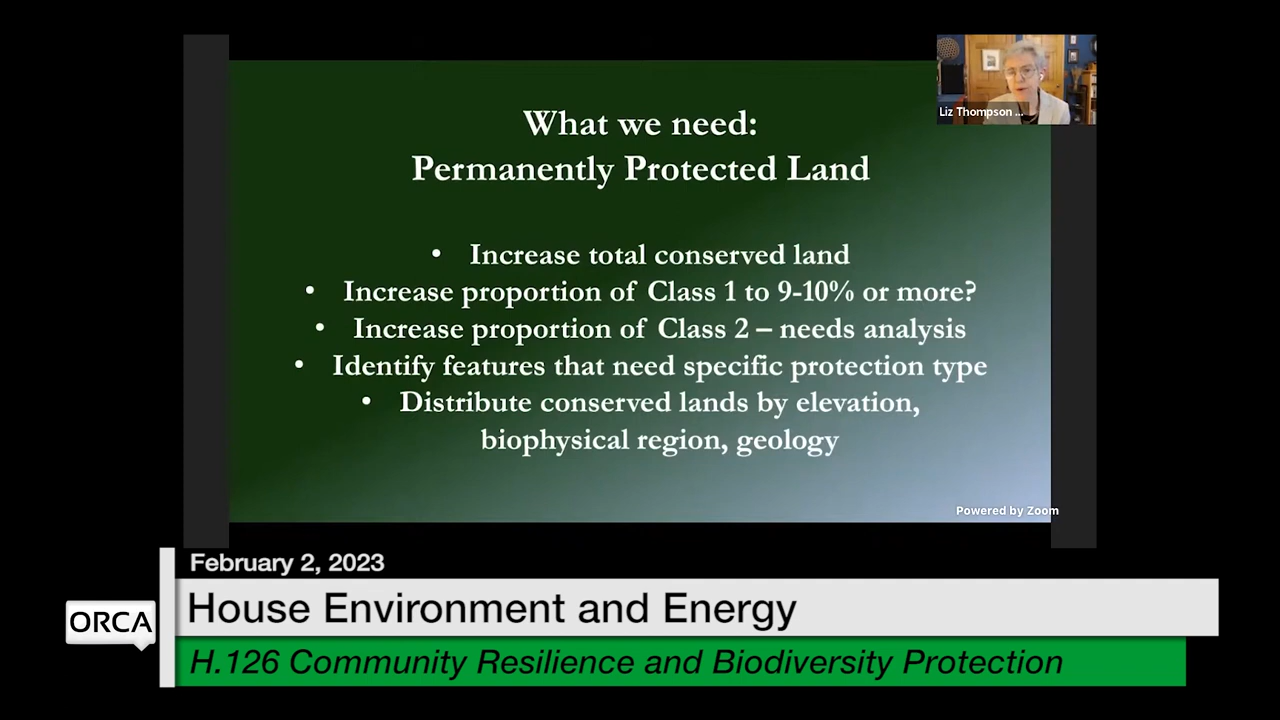 What we need:
Permanently Protected Land
Liz Thompson ...
• Increase total conserved land
• Increase proportion of Class 1 to 9-10% or more?
• Increase proportion of Class 2 – needs analysis
• Identify features that need specific protection type
• Distribute conserved lands by elevation,
biophysical region, geology
Powered by Zoom
February 2, 2023
ORCA
House Environment and Energy
H.126 Community Resilience and Biodiversity Protection